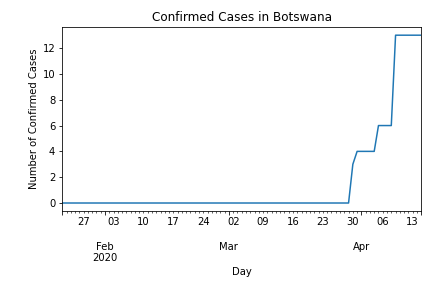 Confirmed Cases in Botswana
Number of Confirmed Cases
12
10
8
6
4
2
0
27 03 10 17 24 02 09 16 23 30 06 13
Feb Mar Apr
2020
Day